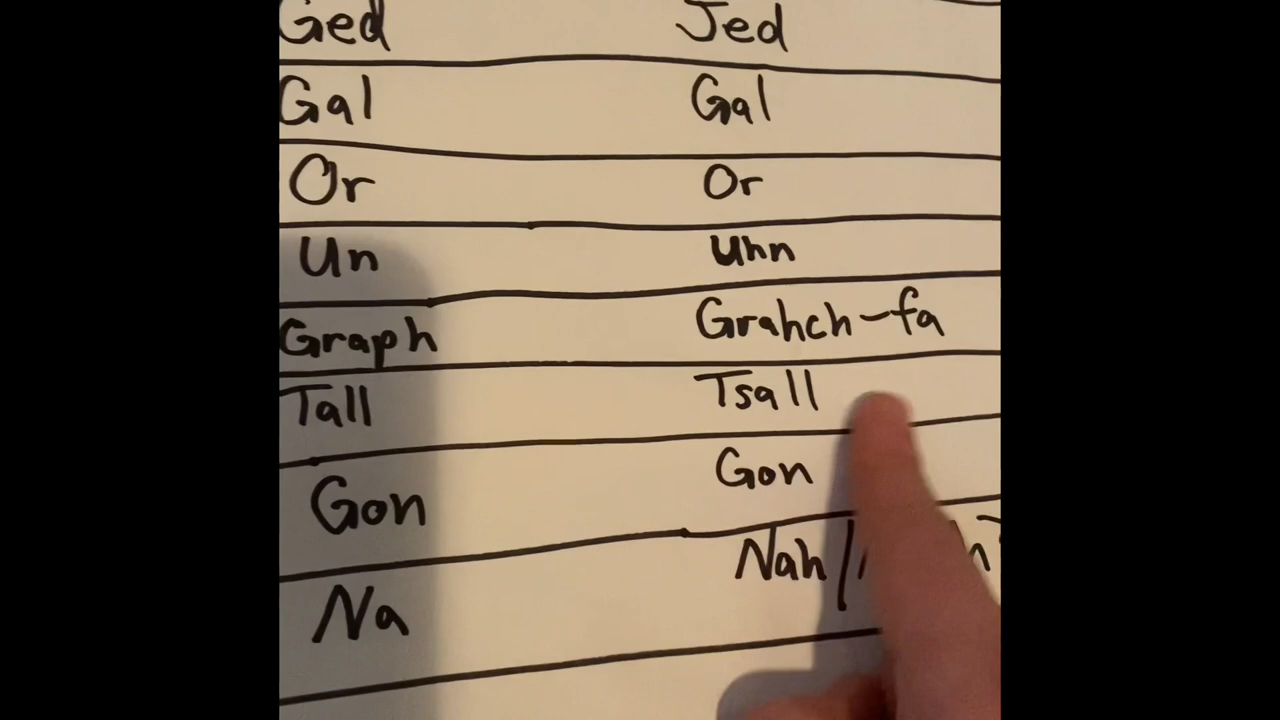 Ged Jed
Gal Gal
Or Or
Un Uhn
Graph Grahch-fa
Tall Tsall
Gon Gon
Na Nah /